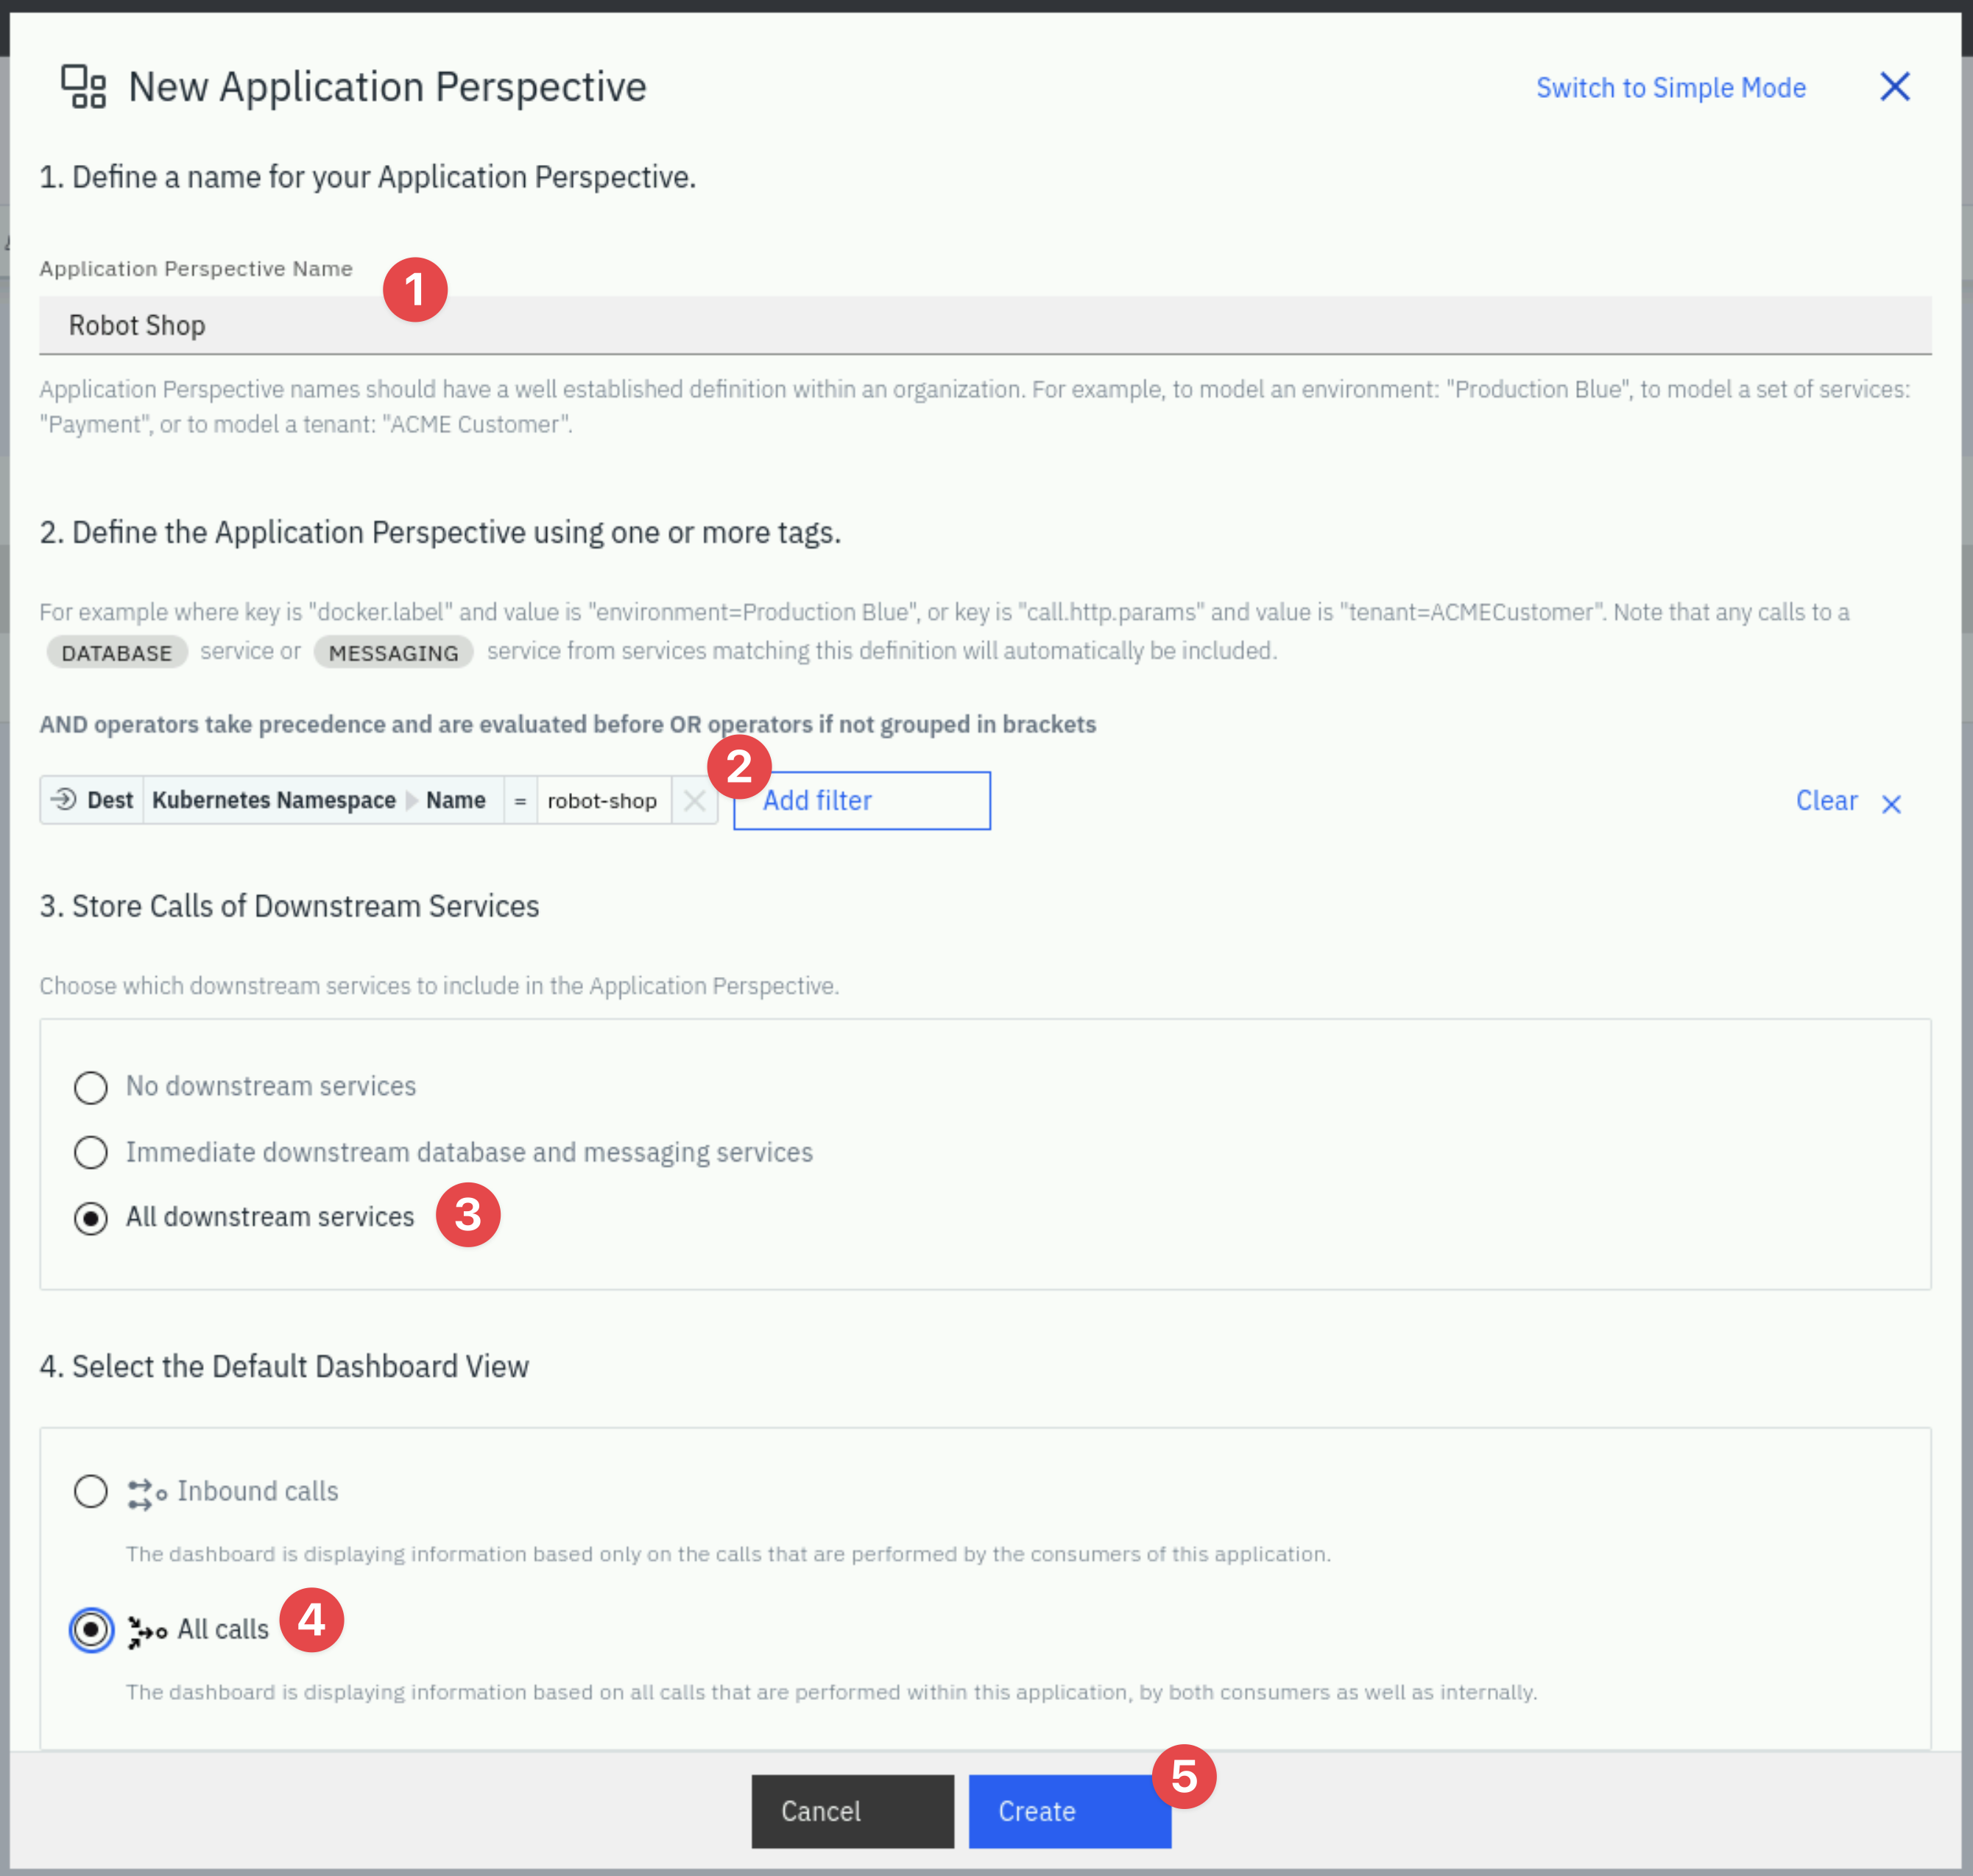 New Application Perspective
Switch to Simple Mode
1. Define a name for your Application Perspective.
Application Perspective Name
1
Robot Shop
Application Perspective names should have a well established definition within an organization. For example, to model an environment: "Production Blue", to model a set of services:
"Payment", or to model a tenant: "ACME Customer".
2. Define the Application Perspective using one or more tags.
For example where key is "docker.label" and value is "environment=Production Blue", or key is "call.http.params" and value is "tenant=ACMECustomer". Note that any calls to a
DATABASE service or MESSAGING service from services matching this definition will automatically be included.
AND operators take precedence and are evaluated before OR operators if not grouped in brackets
2
Dest Kubernetes Namespace Name = robot-shop Add filter Clear
3. Store Calls of Downstream Services
Choose which downstream services to include in the Application Perspective.
No downstream services
Immediate downstream database and messaging services
All downstream services 3
4. Select the Default Dashboard View
Inbound calls
The dashboard is displaying information based only on the calls that are performed by the consumers of this application.
All calls 4
The dashboard is displaying information based on all calls that are performed within this application, by both consumers as well as internally.
5
Cancel Create